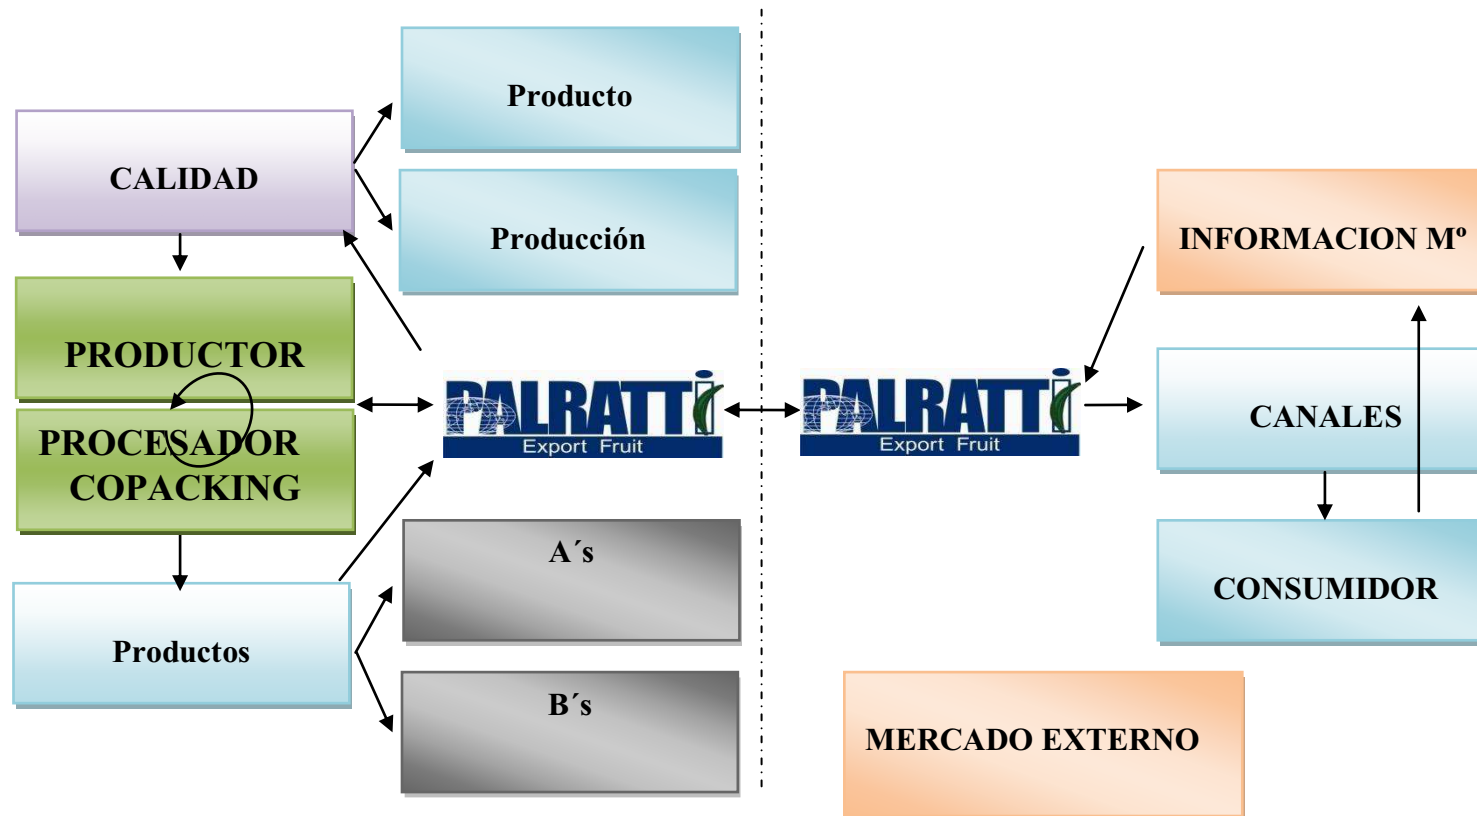 Producto
CALIDAD
Producción
INFORMACION Mº
PRODUCTOR
PALRATTi
Export Fruit
PALRATTi
Export Fruit
CANALES
PROCESADOR
COPACKING
A´s
CONSUMIDOR
Productos
B´s
MERCADO EXTERNO